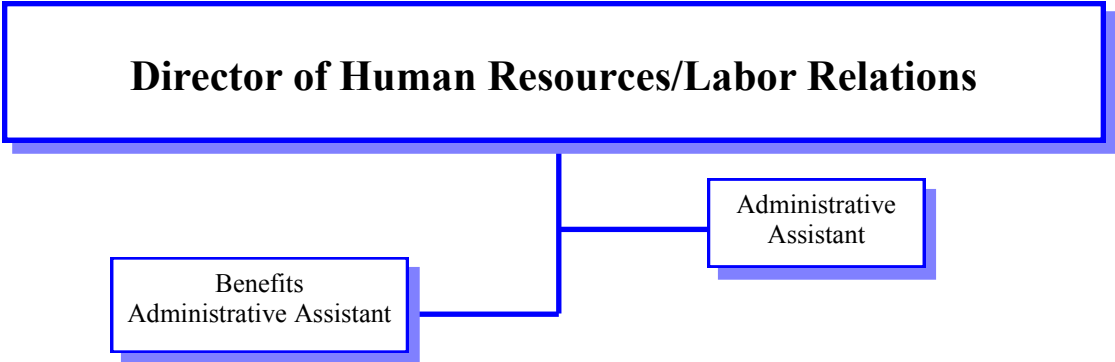 Director of Human Resources/Labor Relations
Administrative
Assistant
Benefits
Administrative Assistant